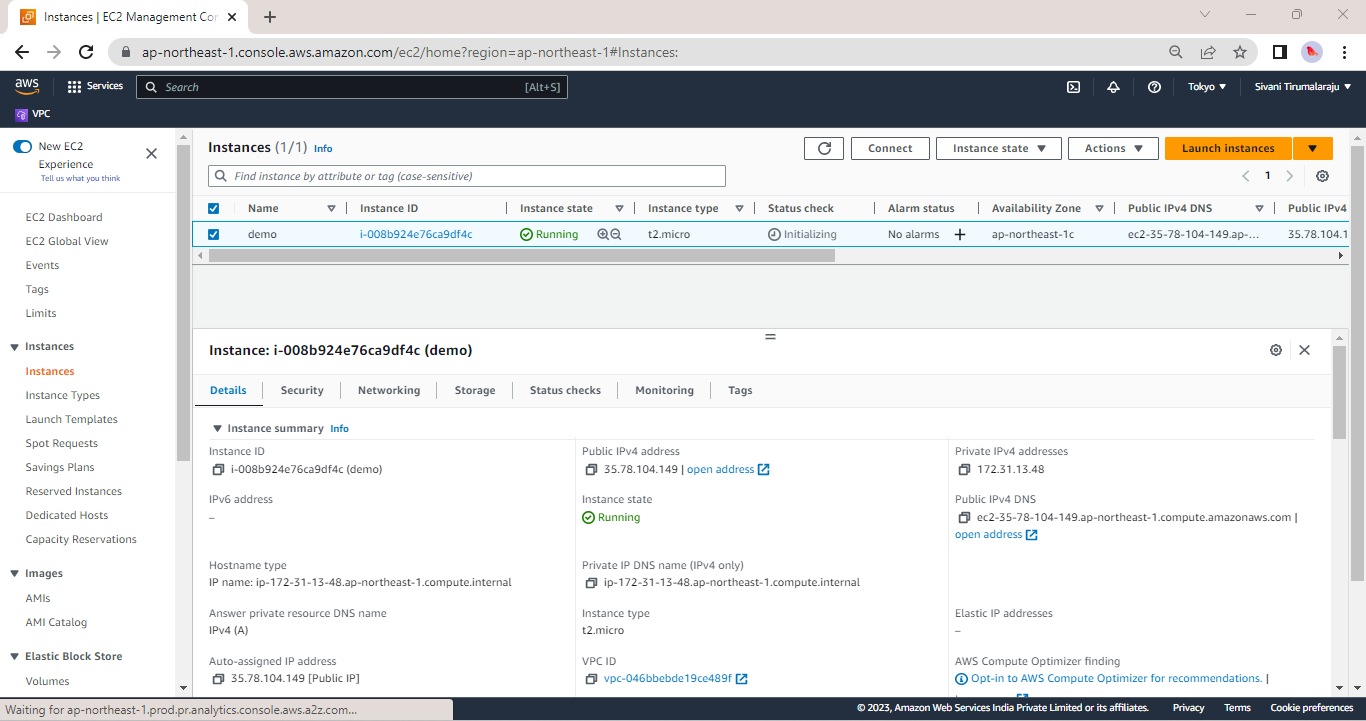 Instances | EC2 Management Cor
ap-northeast-1.console.aws.amazon.com/ec2/home?region=ap-northeast-1#Instances:
aws Services Search [Alt+S] Tokyo Sivani Tirumalaraju
VPC
New EC2
Experience
Tell us what you think
EC2 Dashboard
EC2 Global View
Events
Tags
Limits
Instances
Instances
Instance Types
Launch Templates
Spot Requests
Savings Plans
Reserved Instances
Dedicated Hosts
Capacity Reservations
Images
AMIs
AMI Catalog
Elastic Block Store
Volumes
Instances (1/1) Info Connect Instance state Actions Launch instances
Find instance by attribute or tag (case-sensitive) 1
Name Instance ID Instance state Instance type Status check Alarm status Availability Zone Public IPv4 DNS Public IPv4
demo i-008b924e76ca9df4c Running t2.micro Initializing No alarms + ap-northeast-1c ec2-35-78-104-149.ap-... 35.78.104.1
Instance: i-008b924e76ca9df4c (demo)
Details Security Networking Storage Status checks Monitoring Tags
Instance summary Info
Instance ID
i-008b924e76ca9df4c (demo)
Public IPv4 address
35.78.104.149 | open address
Private IPv4 addresses
172.31.13.48
IPv6 address
–
Instance state
Running
Public IPv4 DNS
ec2-35-78-104-149.ap-northeast-1.compute.amazonaws.com |
open address
Hostname type
IP name: ip-172-31-13-48.ap-northeast-1.compute.internal
Private IP DNS name (IPv4 only)
ip-172-31-13-48.ap-northeast-1.compute.internal
Answer private resource DNS name
IPv4 (A)
Instance type
t2.micro
Elastic IP addresses
–
Auto-assigned IP address
35.78.104.149 [Public IP]
VPC ID
vpc-046bbebde19ce489f
AWS Compute Optimizer finding
Opt-in to AWS Compute Optimizer for recommendations. |
Waiting for ap-northeast-1.prod.pr.analytics.console.aws.a2z.com...
© 2023, Amazon Web Services India Private Limited or its affiliates. Privacy Terms Cookie preferences